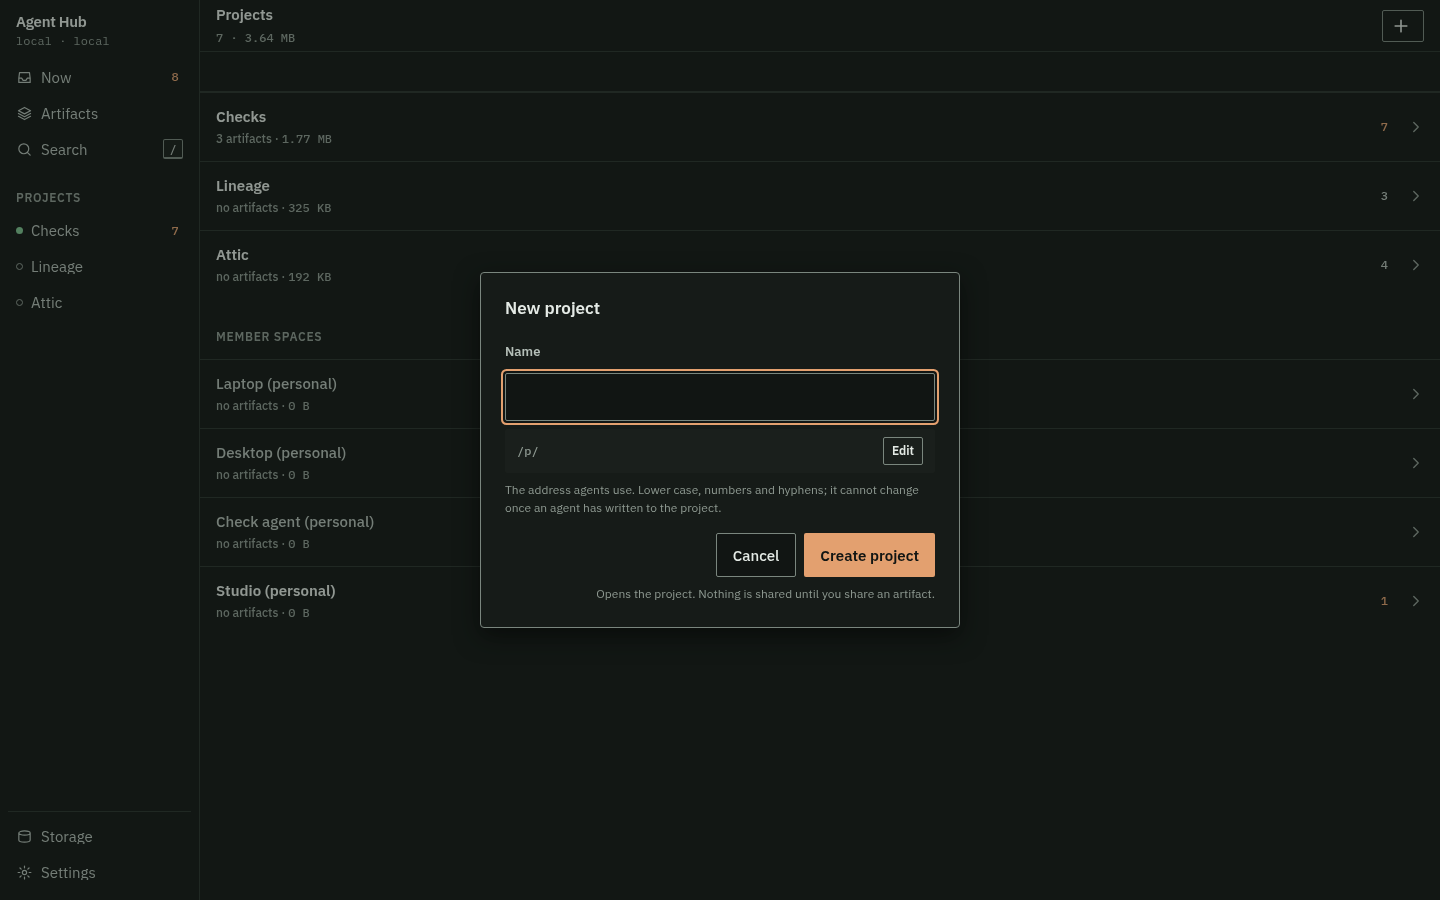 Agent Hub
local · local
Now 8
Artifacts
Search /
PROJECTS
Checks 7
Lineage
Attic
Storage
Settings
Projects
7 · 3.64 MB
Checks
3 artifacts · 1.77 MB
7
Lineage
no artifacts · 325 KB
3
Attic
no artifacts · 192 KB
4
MEMBER SPACES
Laptop (personal)
no artifacts · 0 B
Desktop (personal)
no artifacts · 0 B
Check agent (personal)
no artifacts · 0 B
Studio (personal)
no artifacts · 0 B
1
New project
Name
/p/ Edit
The address agents use. Lower case, numbers and hyphens; it cannot change
once an agent has written to the project.
Cancel Create project
Opens the project. Nothing is shared until you share an artifact.